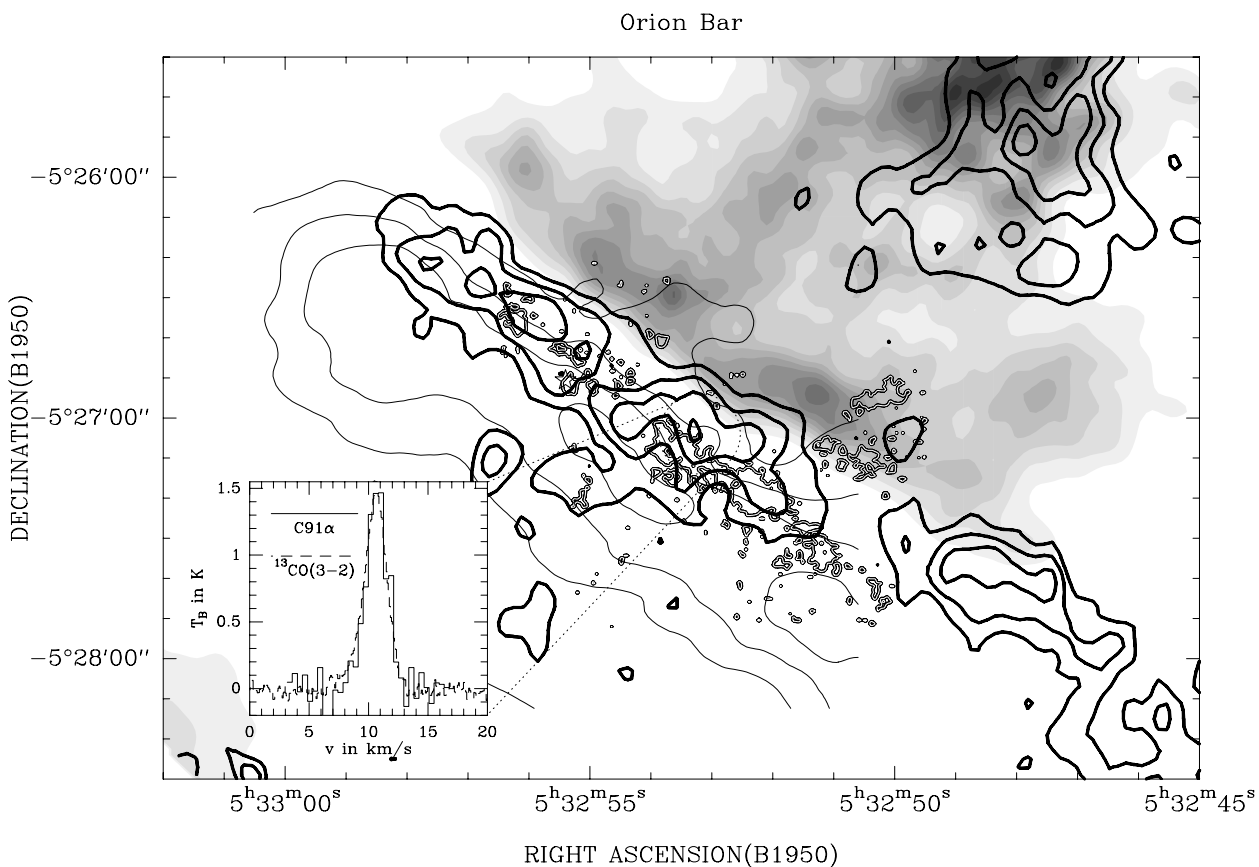 Orion Bar
DECLINATION(B1950)
−5°26′00″
−5°27′00″
−5°28′00″
1.5
1
0.5
0
T_B in K
C91α
¹³CO(3−2)
0 5 10 15 20
v in km/s
5ʰ33ᵐ00ˢ 5ʰ32ᵐ55ˢ 5ʰ32ᵐ50ˢ 5ʰ32ᵐ45ˢ
RIGHT ASCENSION(B1950)